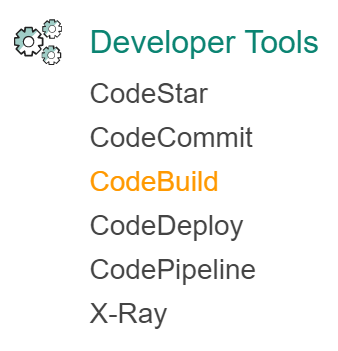 Developer Tools
CodeStar
CodeCommit
CodeBuild
CodeDeploy
CodePipeline
X-Ray